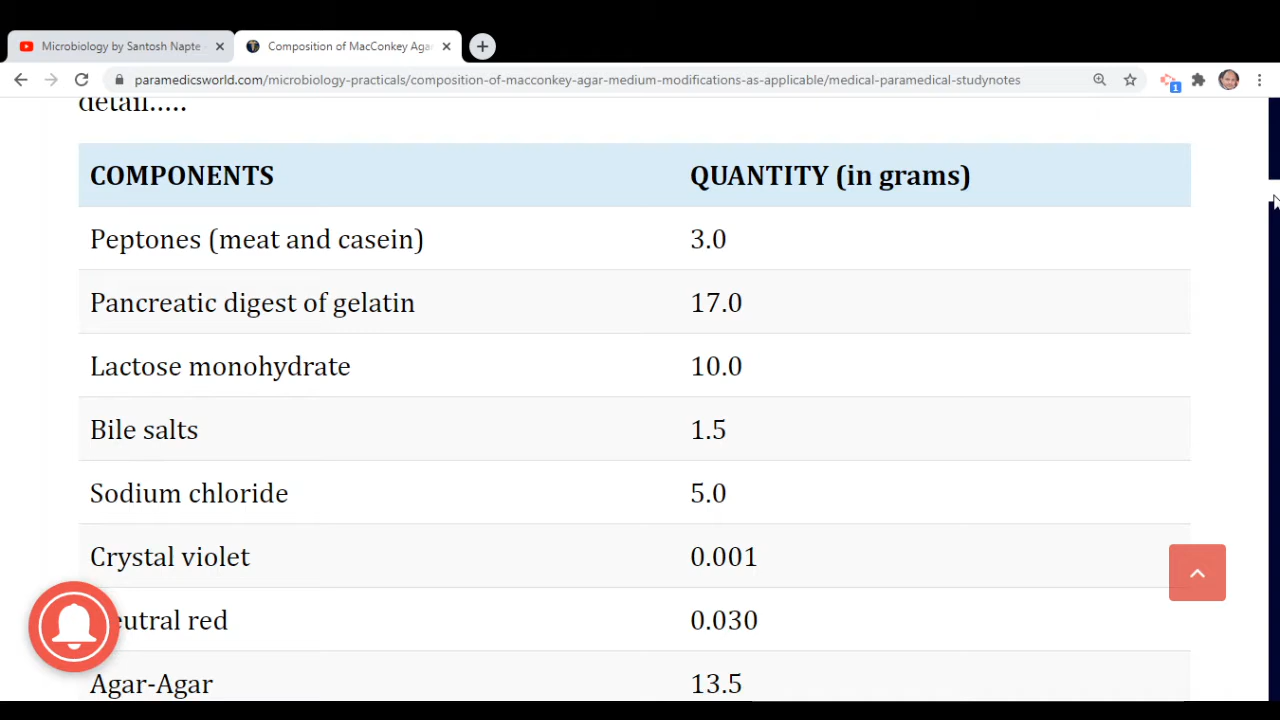 Microbiology by Santosh Napte
Composition of MacConkey Aga
paramedicsworld.com/microbiology-practicals/composition-of-macconkey-agar-medium-modifications-as-applicable/medical-paramedical-studynotes
1
detail.....
COMPONENTS QUANTITY (in grams)
Peptones (meat and casein) 3.0
Pancreatic digest of gelatin 17.0
Lactose monohydrate 10.0
Bile salts 1.5
Sodium chloride 5.0
Crystal violet 0.001
eutral red 0.030
Agar-Agar 13.5